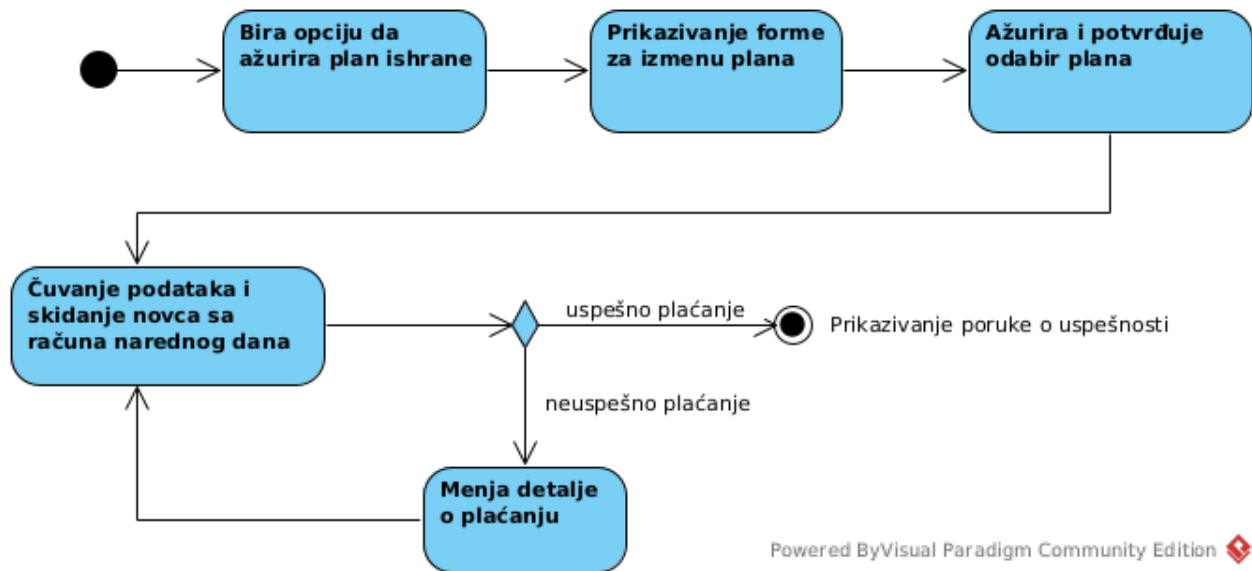 Bira opciju da
ažurira plan ishrane
Prikazivanje forme
za izmenu plana
Ažurira i potvrđuje
odabir plana
Čuvanje podataka i
skidanje novca sa
računa narednog dana
uspešno plaćanje
Prikazivanje poruke o uspešnosti
neuspešno plaćanje
Menja detalje
o plaćanju
Powered ByVisual Paradigm Community Edition